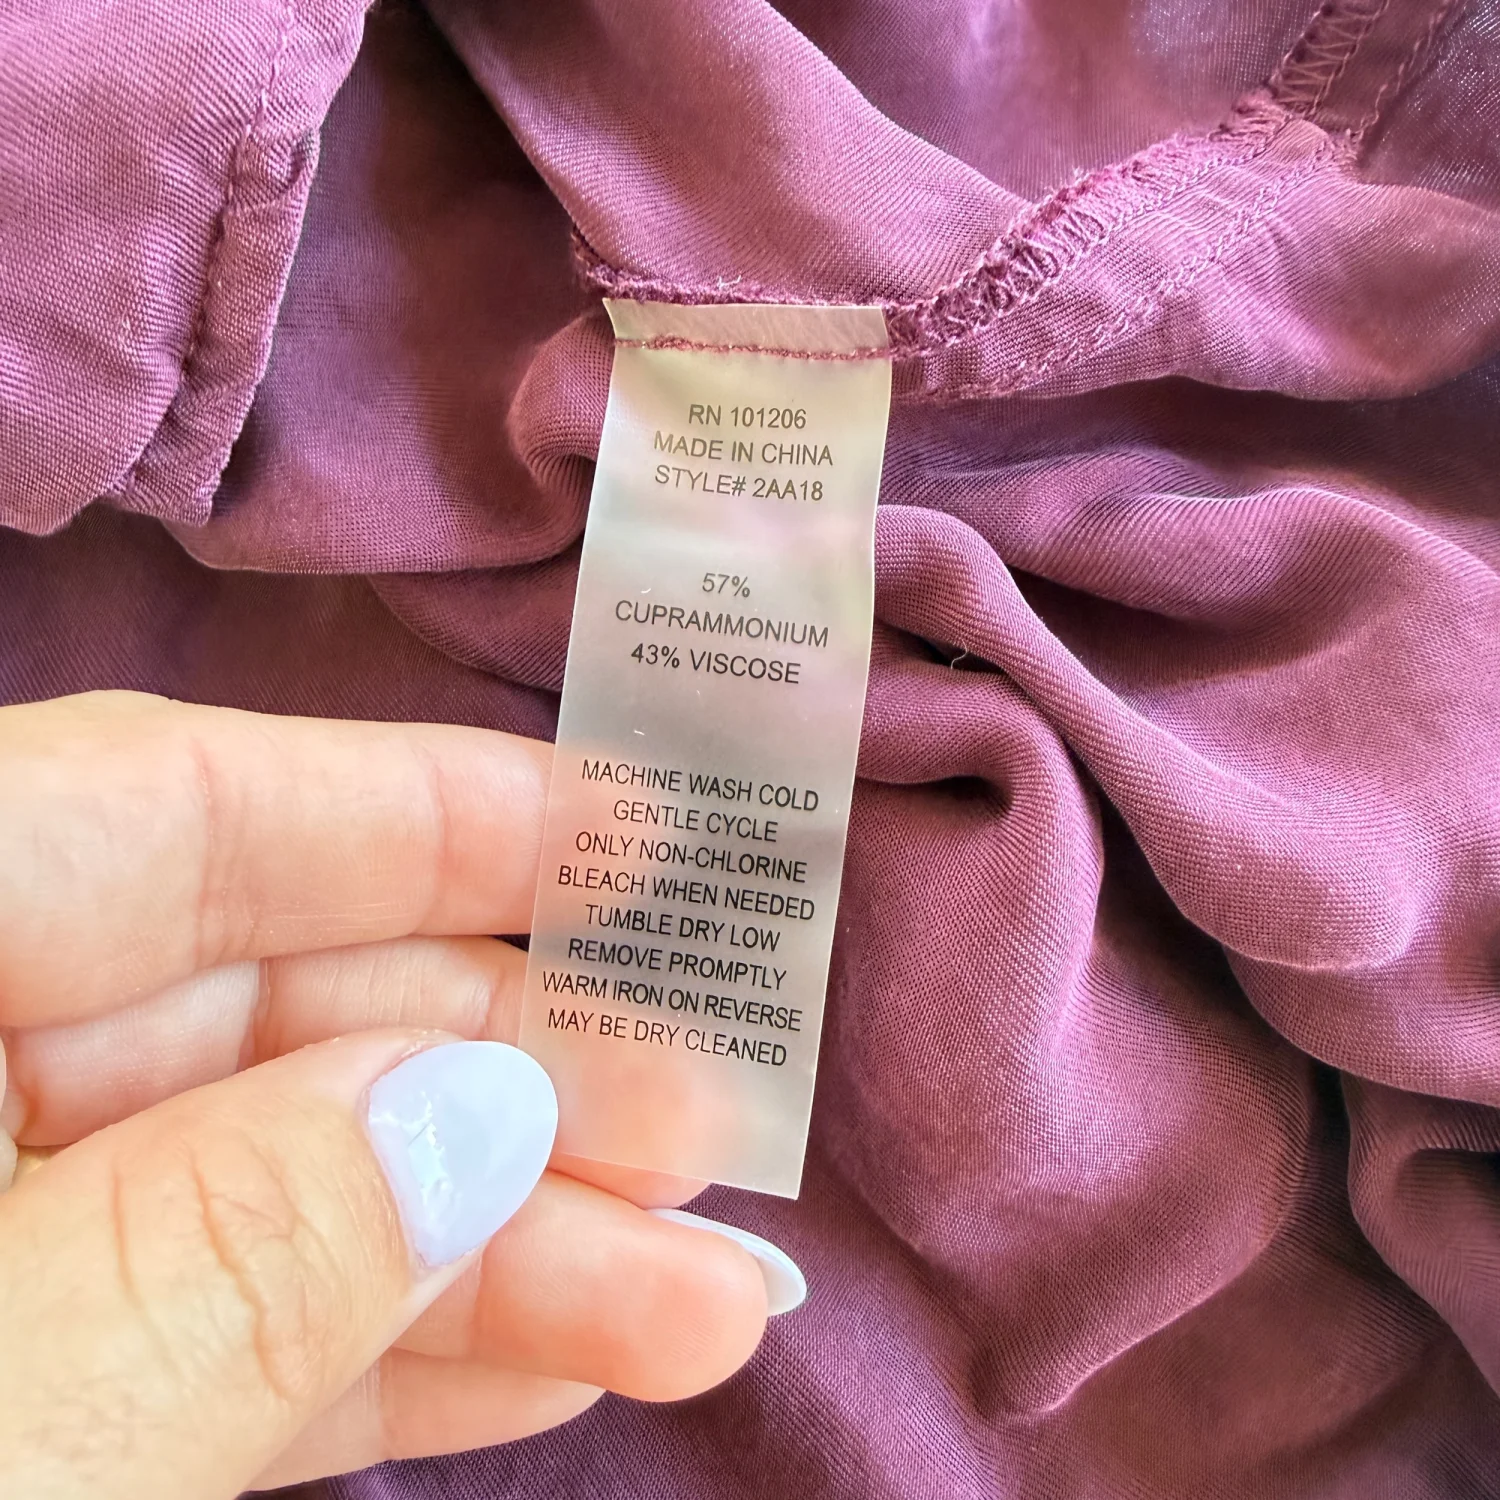 RN 101206
MADE IN CHINA
STYLE# 2AA18
57%
CUPRAMMONIUM
43% VISCOSE
MACHINE WASH COLD
GENTLE CYCLE
ONLY NON-CHLORINE
BLEACH WHEN NEEDED
TUMBLE DRY LOW
REMOVE PROMPTLY
WARM IRON ON REVERSE
MAY BE DRY CLEANED